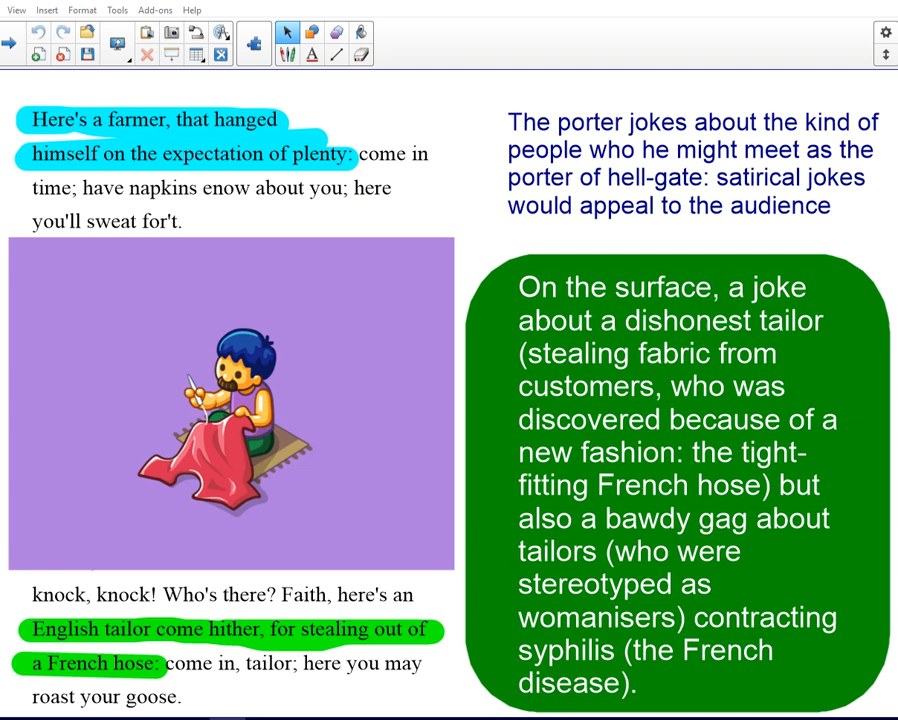 View Insert Format Tools Add-ons Help
Here's a farmer, that hanged
himself on the expectation of plenty: come in
time; have napkins enow about you; here
you'll sweat for't.
The porter jokes about the kind of
people who he might meet as the
porter of hell-gate: satirical jokes
would appeal to the audience
On the surface, a joke
about a dishonest tailor
(stealing fabric from
customers, who was
discovered because of a
new fashion: the tight-
fitting French hose) but
also a bawdy gag about
tailors (who were
stereotyped as
womanisers) contracting
syphilis (the French
disease).
knock, knock! Who's there? Faith, here's an
English tailor come hither, for stealing out of
a French hose: come in, tailor; here you may
roast your goose.